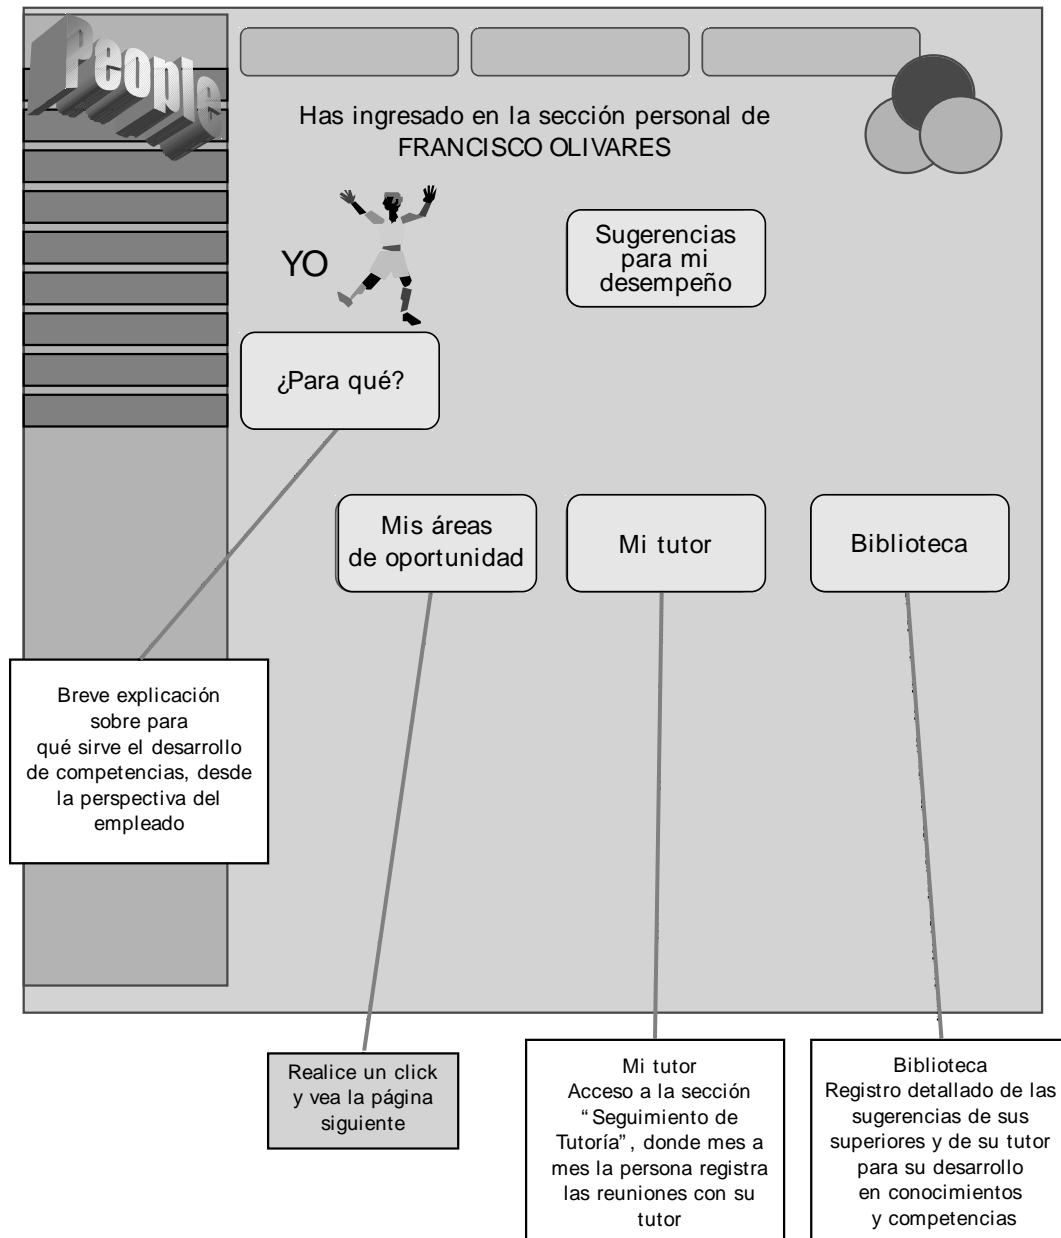 People
Has ingresado en la sección personal de
FRANCISCO OLIVARES
YO
Sugerencias
para mi
desempeño
¿Para qué?
Mis áreas
de oportunidad
Mi tutor
Biblioteca
Breve explicación
sobre para
qué sirve el desarrollo
de competencias, desde
la perspectiva del
empleado
Realice un click
y vea la página
siguiente
Mi tutor
Acceso a la sección
“Seguimiento de
Tutoría”, donde mes a
mes la persona registra
las reuniones con su
tutor
Biblioteca
Registro detallado de las
sugerencias de sus
superiores y de su tutor
para su desarrollo
en conocimientos
y competencias